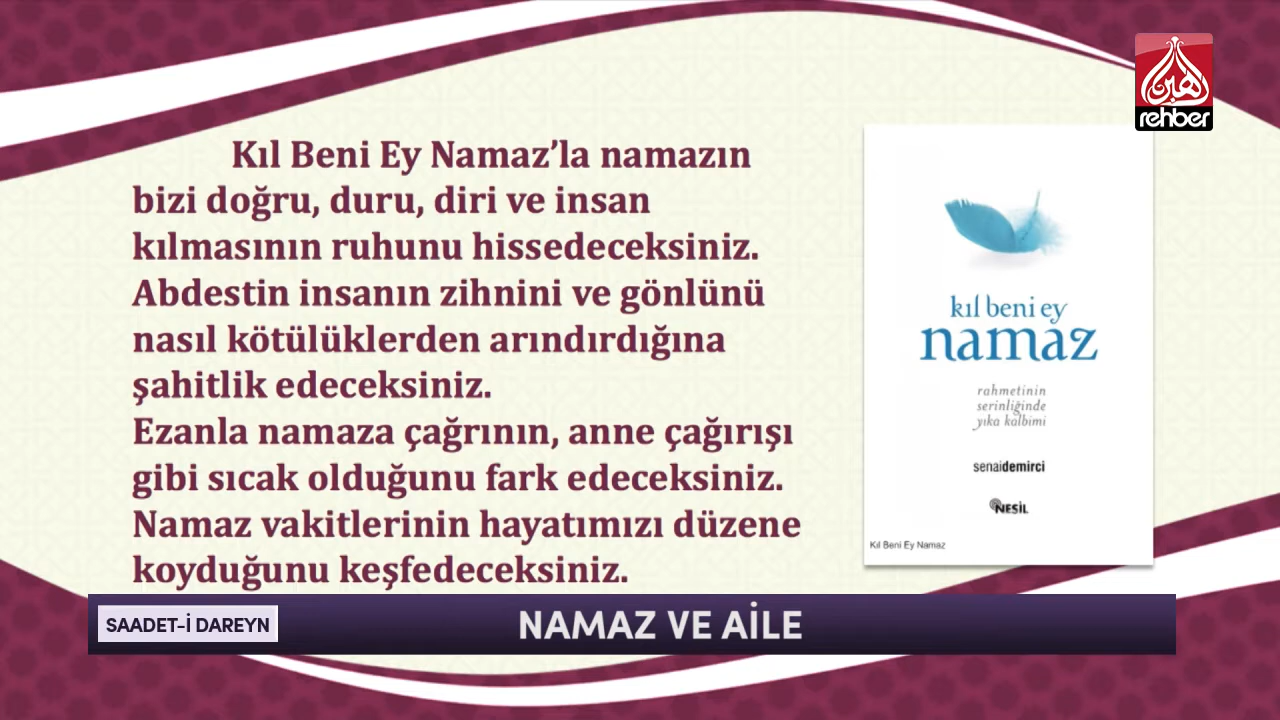 رهبر
rehber
Kıl Beni Ey Namaz’la namazın
bizi doğru, duru, diri ve insan
kılmasının ruhunu hissedeceksiniz.
Abdestin insanın zihnini ve gönlünü
nasıl kötülüklerden arındırdığına
şahitlik edeceksiniz.
Ezanla namaza çağrının, anne çağırışı
gibi sıcak olduğunu fark edeceksiniz.
Namaz vakitlerinin hayatımızı düzene
koyduğunu keşfedeceksiniz.
kıl beni ey
namaz
rahmetinin
serinliğinde
yıka kalbimi
senaidemirci
NESİL
Kıl Beni Ey Namaz
SAADET-İ DAREYN
NAMAZ VE AİLE